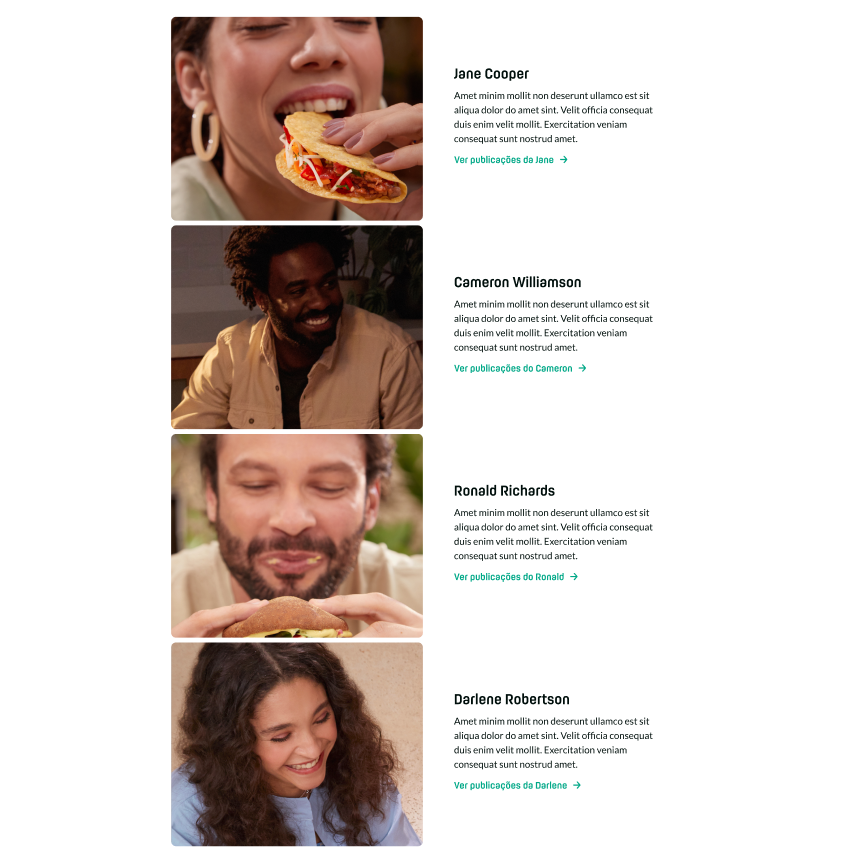 Jane Cooper
Amet minim mollit non deserunt ullamco est sit
aliqua dolor do amet sint. Velit officia consequat
duis enim velit mollit. Exercitation veniam
consequat sunt nostrud amet.
Ver publicações da Jane →
Cameron Williamson
Amet minim mollit non deserunt ullamco est sit
aliqua dolor do amet sint. Velit officia consequat
duis enim velit mollit. Exercitation veniam
consequat sunt nostrud amet.
Ver publicações do Cameron →
Ronald Richards
Amet minim mollit non deserunt ullamco est sit
aliqua dolor do amet sint. Velit officia consequat
duis enim velit mollit. Exercitation veniam
consequat sunt nostrud amet.
Ver publicações do Ronald →
Darlene Robertson
Amet minim mollit non deserunt ullamco est sit
aliqua dolor do amet sint. Velit officia consequat
duis enim velit mollit. Exercitation veniam
consequat sunt nostrud amet.
Ver publicações da Darlene →